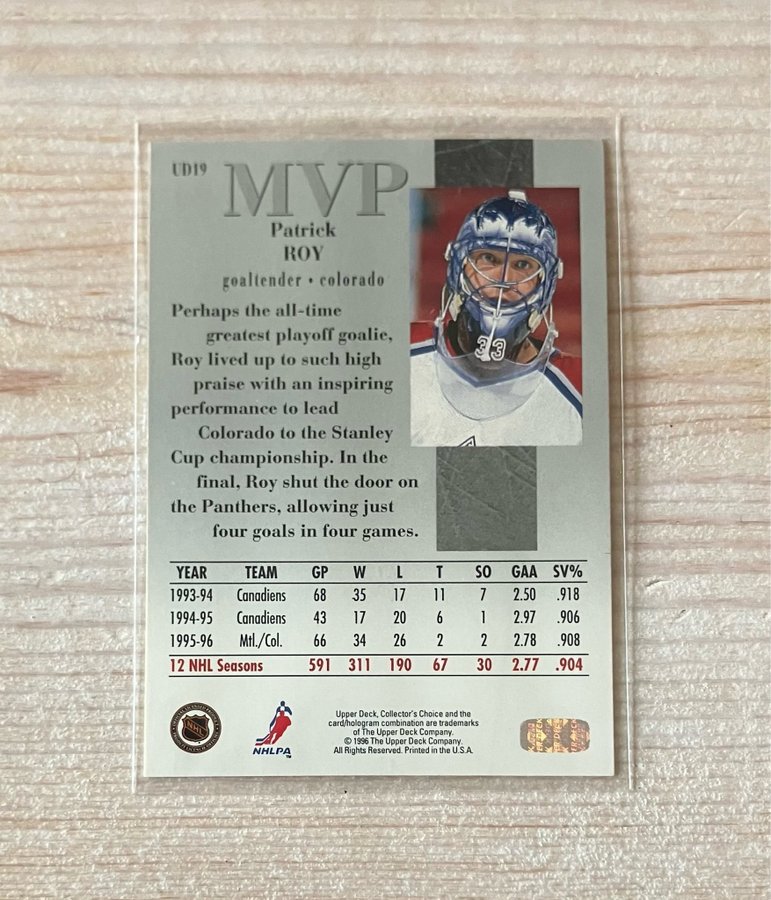 UD19
MVP
Patrick
ROY
goaltender • colorado
Perhaps the all-time
greatest playoff goalie,
Roy lived up to such high
praise with an inspiring
performance to lead
Colorado to the Stanley
Cup championship. In the
final, Roy shut the door on
the Panthers, allowing just
four goals in four games.
33
YEAR TEAM GP W L T SO GAA SV%
1993-94 Canadiens 68 35 17 11 7 2.50 .918
1994-95 Canadiens 43 17 20 6 1 2.97 .906
1995-96 Mtl./Col. 66 34 26 2 2 2.78 .908
12 NHL Seasons 591 311 190 67 30 2.77 .904
NHL
NHLPA
TM
Upper Deck, Collector's Choice and the
card/hologram combination are trademarks
of The Upper Deck Company.
© 1996 The Upper Deck Company.
All Rights Reserved. Printed in the U.S.A.